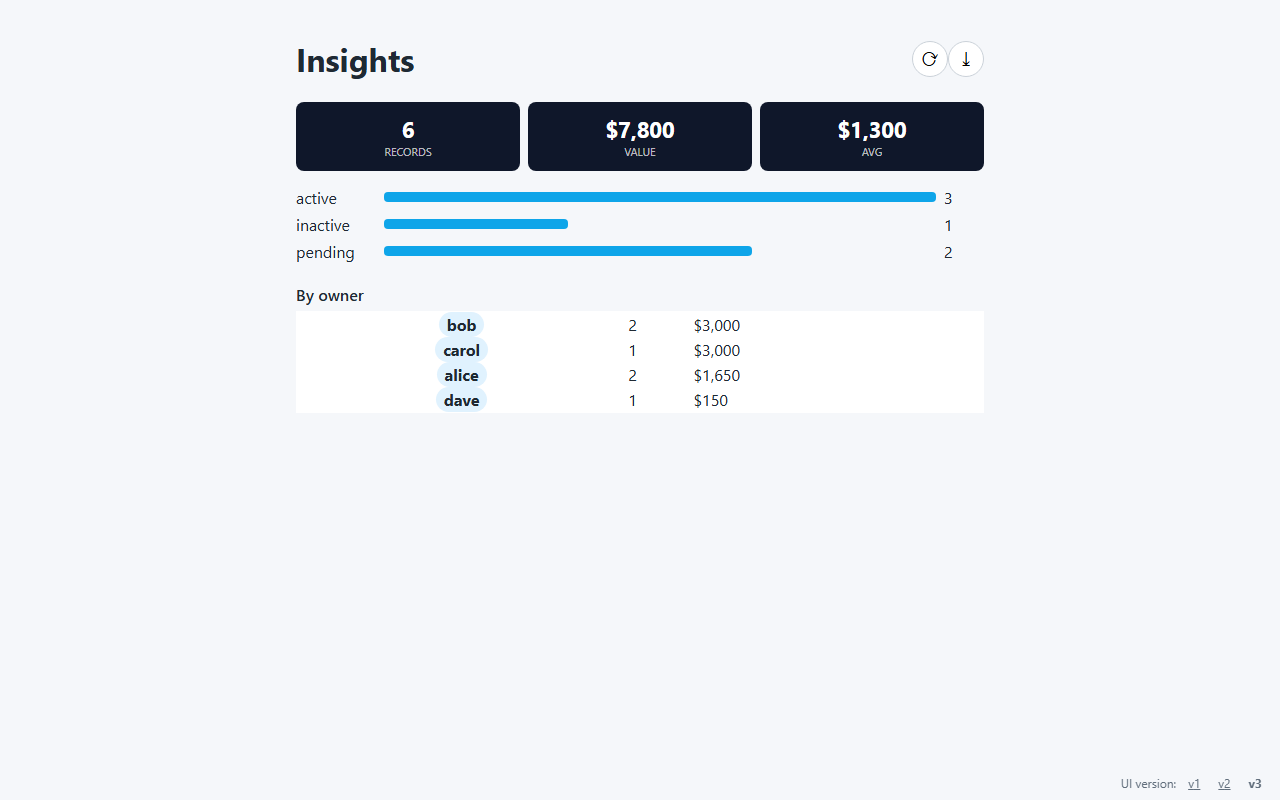 Insights
6
RECORDS
$7,800
VALUE
$1,300
AVG
active 3
inactive 1
pending 2
By owner
bob 2 $3,000
carol 1 $3,000
alice 2 $1,650
dave 1 $150
UI version: v1 v2 v3